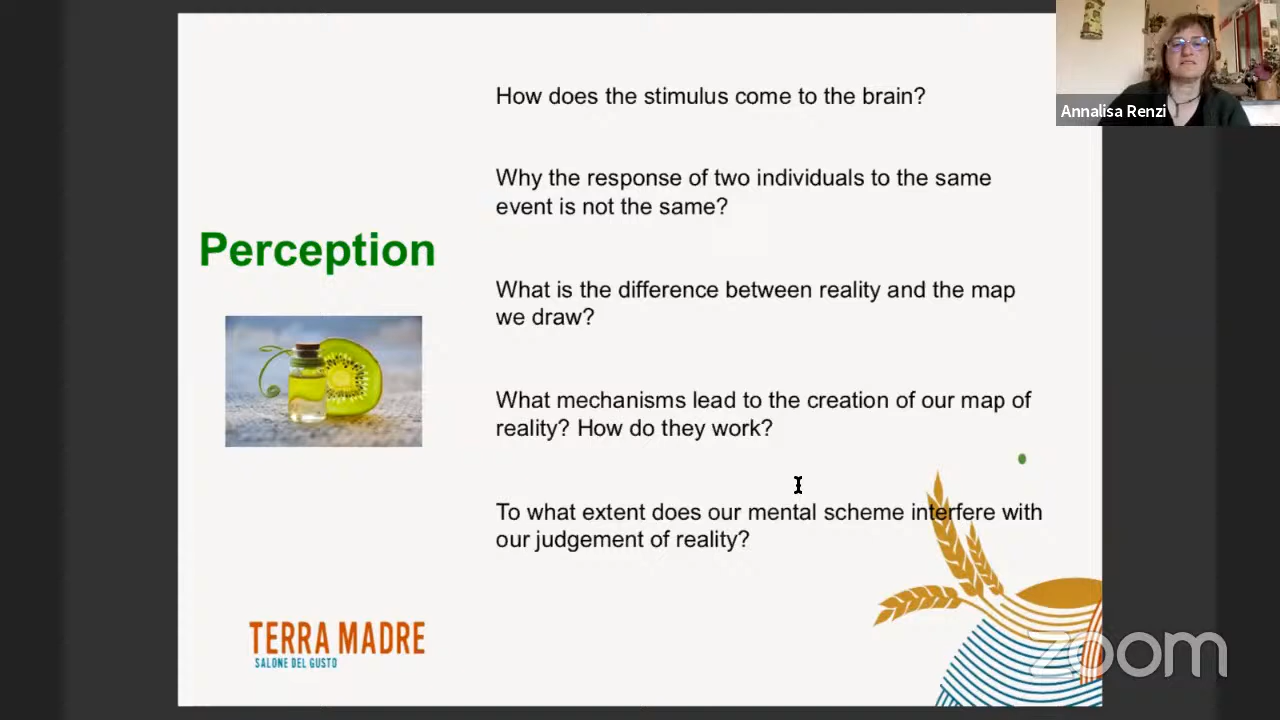 How does the stimulus come to the brain?
Annalisa Renzi
Why the response of two individuals to the same
event is not the same?
Perception
What is the difference between reality and the map
we draw?
What mechanisms lead to the creation of our map of
reality? How do they work?
To what extent does our mental scheme interfere with
our judgement of reality?
TERRA MADRE
SALONE DEL GUSTO
zoom